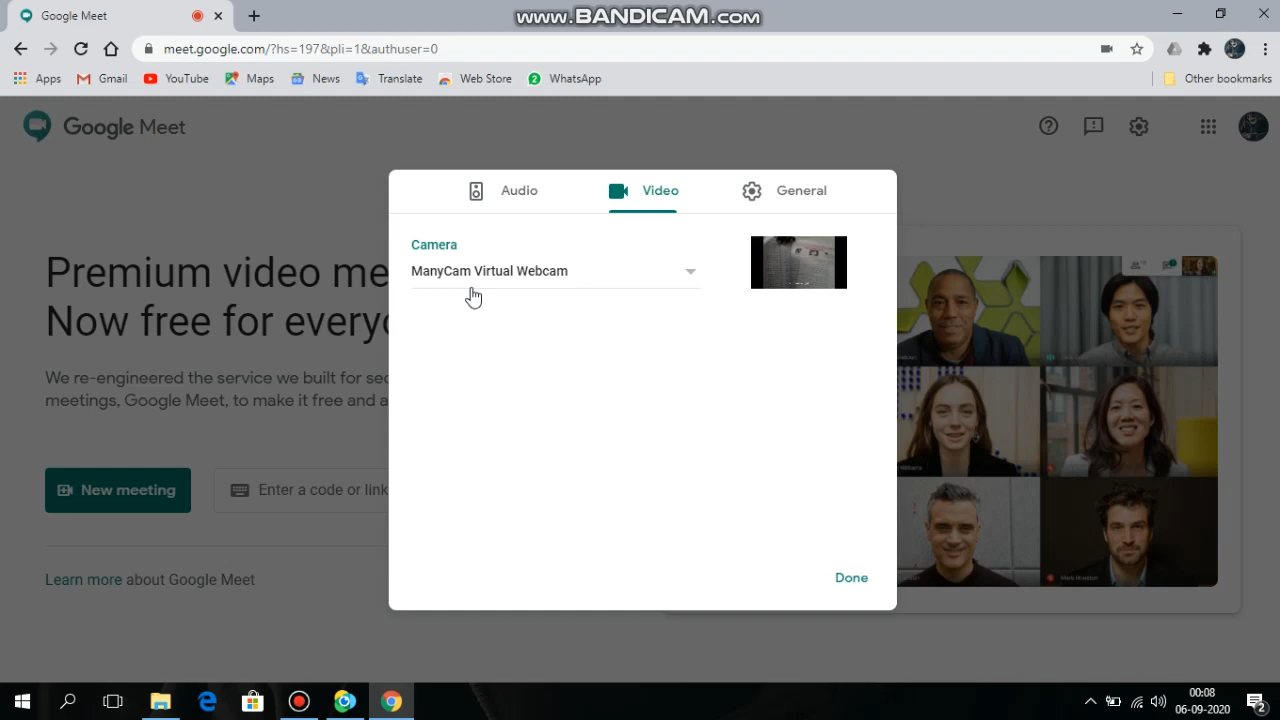 Google Meet
www.BANDICAM.com
meet.google.com/?hs=197&pli=1&authuser=0
Apps
Gmail
YouTube
Maps
News
Translate
Web Store
2
WhatsApp
Other bookmarks
Google Meet
Audio
Video
General
Camera
ManyCam Virtual Webcam
Done
Premium video me
Now free for everyo
We re-engineered the service we built for sec
meetings, Google Meet, to make it free and a
New meeting
Enter a code or link
Learn more about Google Meet
00:08
06-09-2020
2